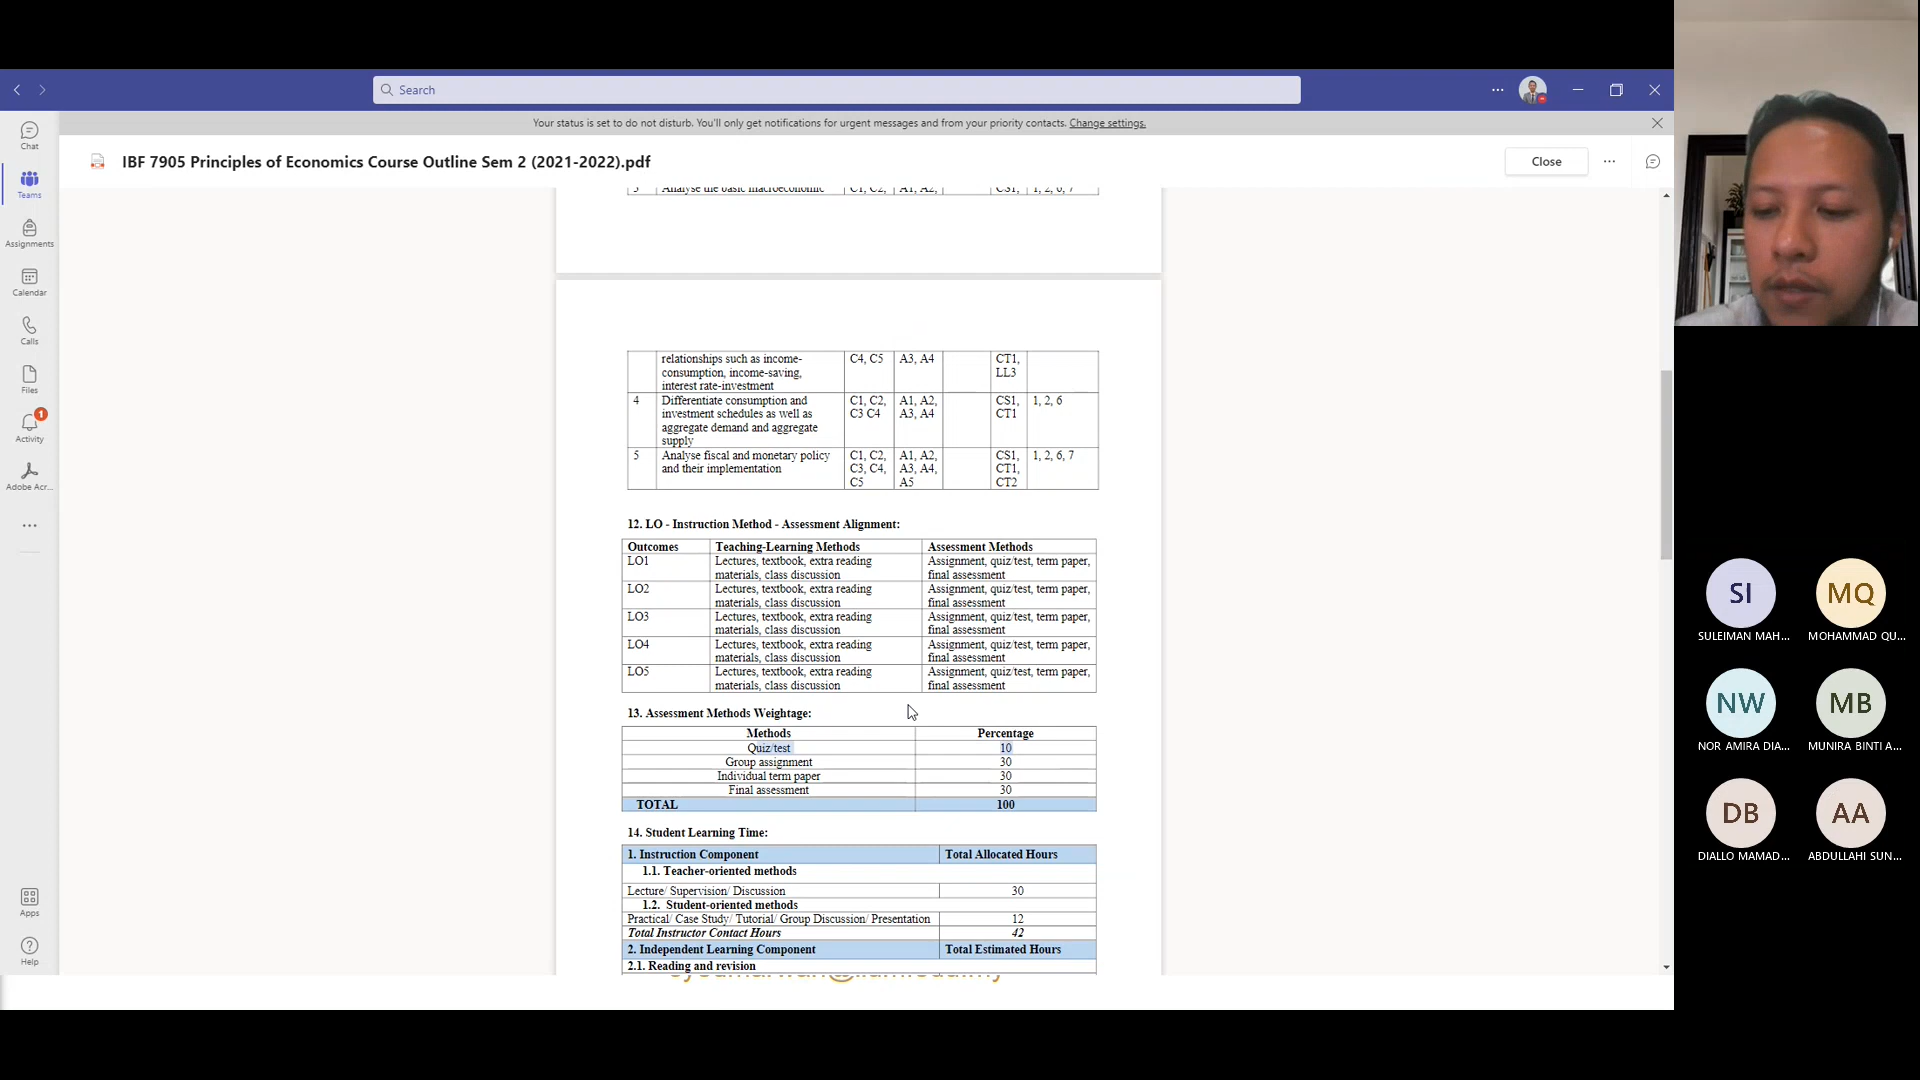 Search
Your status is set to do not disturb. You'll only get notifications for urgent messages and from your priority contacts. Change settings.
Chat
Teams
Assignments
Calendar
Calls
Files
1
Activity
Adobe Acr...
Apps
Help
IBF 7905 Principles of Economics Course Outline Sem 2 (2021-2022).pdf
Close
3 Analyse the basic macroeconomic C1, C2, A1, A2, CS1, 1, 2, 6, 7
relationships such as income- C4, C5 A3, A4 CT1,
consumption, income-saving, LL3
interest rate-investment
4 Differentiate consumption and C1, C2, A1, A2, CS1, 1, 2, 6
investment schedules as well as C3 C4 A3, A4 CT1
aggregate demand and aggregate
supply
5 Analyse fiscal and monetary policy C1, C2, A1, A2, CS1, 1, 2, 6, 7
and their implementation C3, C4, A3, A4, CT1,
C5 A5 CT2
12. LO - Instruction Method - Assessment Alignment:
Outcomes Teaching-Learning Methods Assessment Methods
LO1 Lectures, textbook, extra reading Assignment, quiz/test, term paper,
materials, class discussion final assessment
LO2 Lectures, textbook, extra reading Assignment, quiz/test, term paper,
materials, class discussion final assessment
LO3 Lectures, textbook, extra reading Assignment, quiz/test, term paper,
materials, class discussion final assessment
LO4 Lectures, textbook, extra reading Assignment, quiz/test, term paper,
materials, class discussion final assessment
LO5 Lectures, textbook, extra reading Assignment, quiz/test, term paper,
materials, class discussion final assessment
13. Assessment Methods Weightage:
Methods Percentage
Quiz/test 10
Group assignment 30
Individual term paper 30
Final assessment 30
TOTAL 100
14. Student Learning Time:
1. Instruction Component Total Allocated Hours
1.1. Teacher-oriented methods
Lecture/ Supervision/ Discussion 30
1.2. Student-oriented methods
Practical/ Case Study/ Tutorial/ Group Discussion/ Presentation 12
Total Instructor Contact Hours 42
2. Independent Learning Component Total Estimated Hours
2.1. Reading and revision
SI MQ
SULEIMAN MAH... MOHAMMAD QU...
NW MB
NOR AMIRA DIA... MUNIRA BINTI A...
DB AA
DIALLO MAMAD... ABDULLAHI SUN...